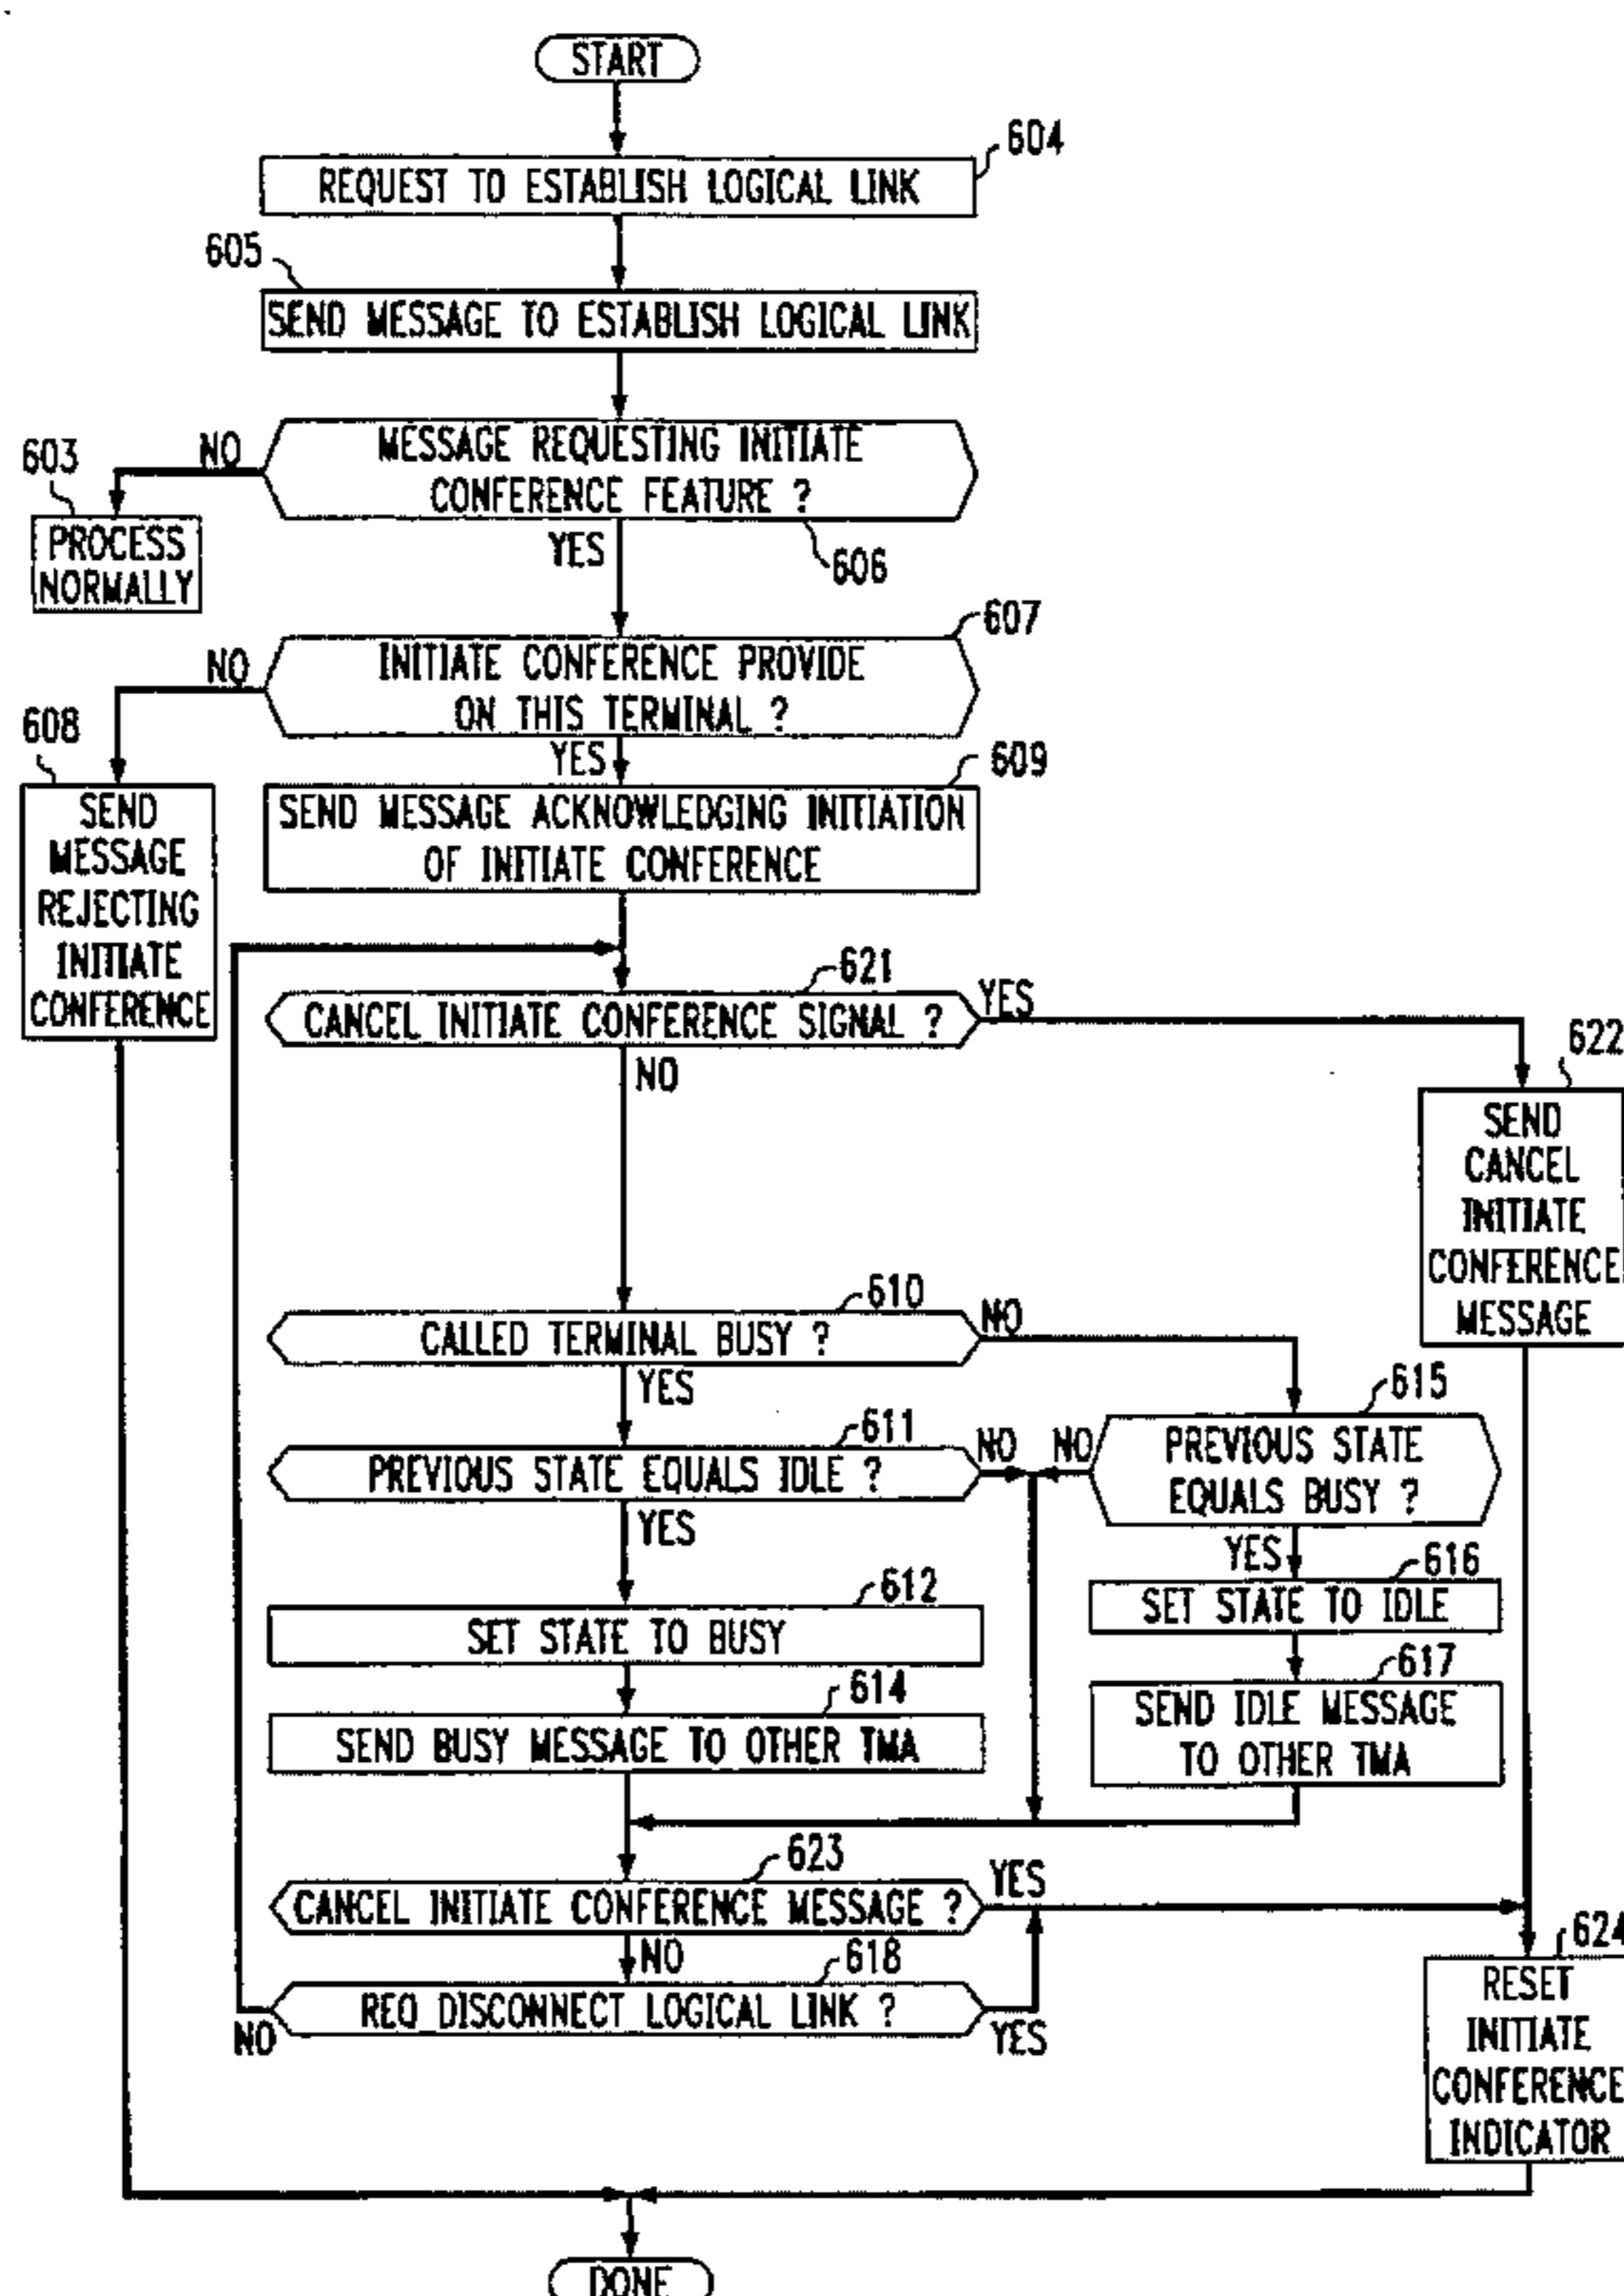 START
604
REQUEST TO ESTABLISH LOGICAL LINK
605
SEND MESSAGE TO ESTABLISH LOGICAL LINK
MESSAGE REQUESTING INITIATE
CONFERENCE FEATURE ?
NO
603
PROCESS
NORMALLY
YES
606
607
INITIATE CONFERENCE PROVIDE
ON THIS TERMINAL ?
NO
608
SEND
MESSAGE
REJECTING
INITIATE
CONFERENCE
YES
609
SEND MESSAGE ACKNOWLEDGING INITIATION
OF INITIATE CONFERENCE
621
CANCEL INITIATE CONFERENCE SIGNAL ?
YES
NO
622
SEND
CANCEL
INITIATE
CONFERENCE
MESSAGE
610
CALLED TERMINAL BUSY ?
NO
YES
615
PREVIOUS STATE
EQUALS BUSY ?
NO
611
PREVIOUS STATE EQUALS IDLE ?
NO
YES
YES
616
SET STATE TO IDLE
612
SET STATE TO BUSY
617
SEND IDLE MESSAGE
TO OTHER TMA
614
SEND BUSY MESSAGE TO OTHER TMA
623
CANCEL INITIATE CONFERENCE MESSAGE ?
YES
NO
618
REQ DISCONNECT LOGICAL LINK ?
NO
YES
624
RESET
INITIATE
CONFERENCE
INDICATOR
DONE